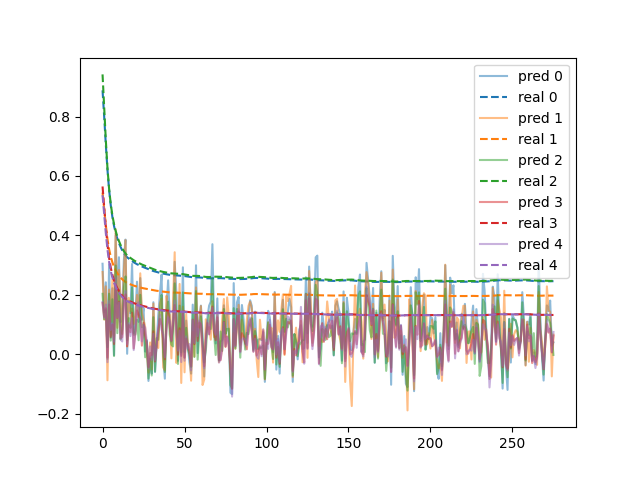 pred 0
real 0
pred 1
real 1
pred 2
real 2
pred 3
real 3
pred 4
real 4
0.8
0.6
0.4
0.2
0.0
−0.2
0 50 100 150 200 250